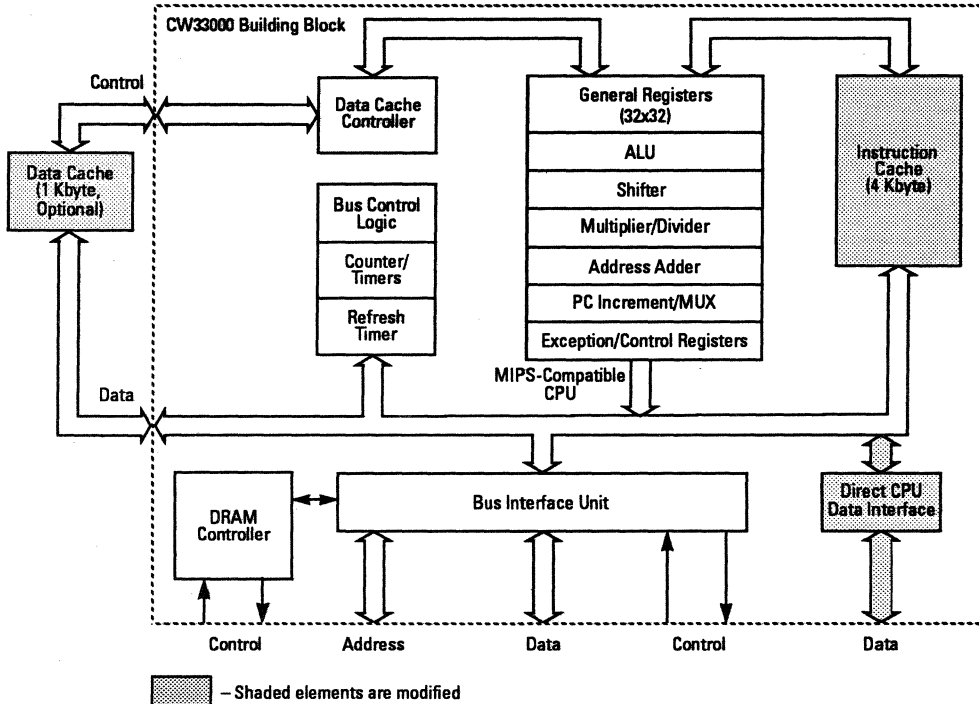 CW33000 Building Block
Control
Data Cache
Controller
General Registers
(32x32)
ALU
Shifter
Multiplier/Divider
Address Adder
PC Increment/MUX
Exception/Control Registers
Instruction
Cache
(4 Kbyte)
Data Cache
(1 Kbyte,
Optional)
Bus Control
Logic
Counter/
Timers
Refresh
Timer
MIPS-Compatible
CPU
Data
DRAM
Controller
Bus Interface Unit
Direct CPU
Data Interface
Control
Address
Data
Control
Data
– Shaded elements are modified